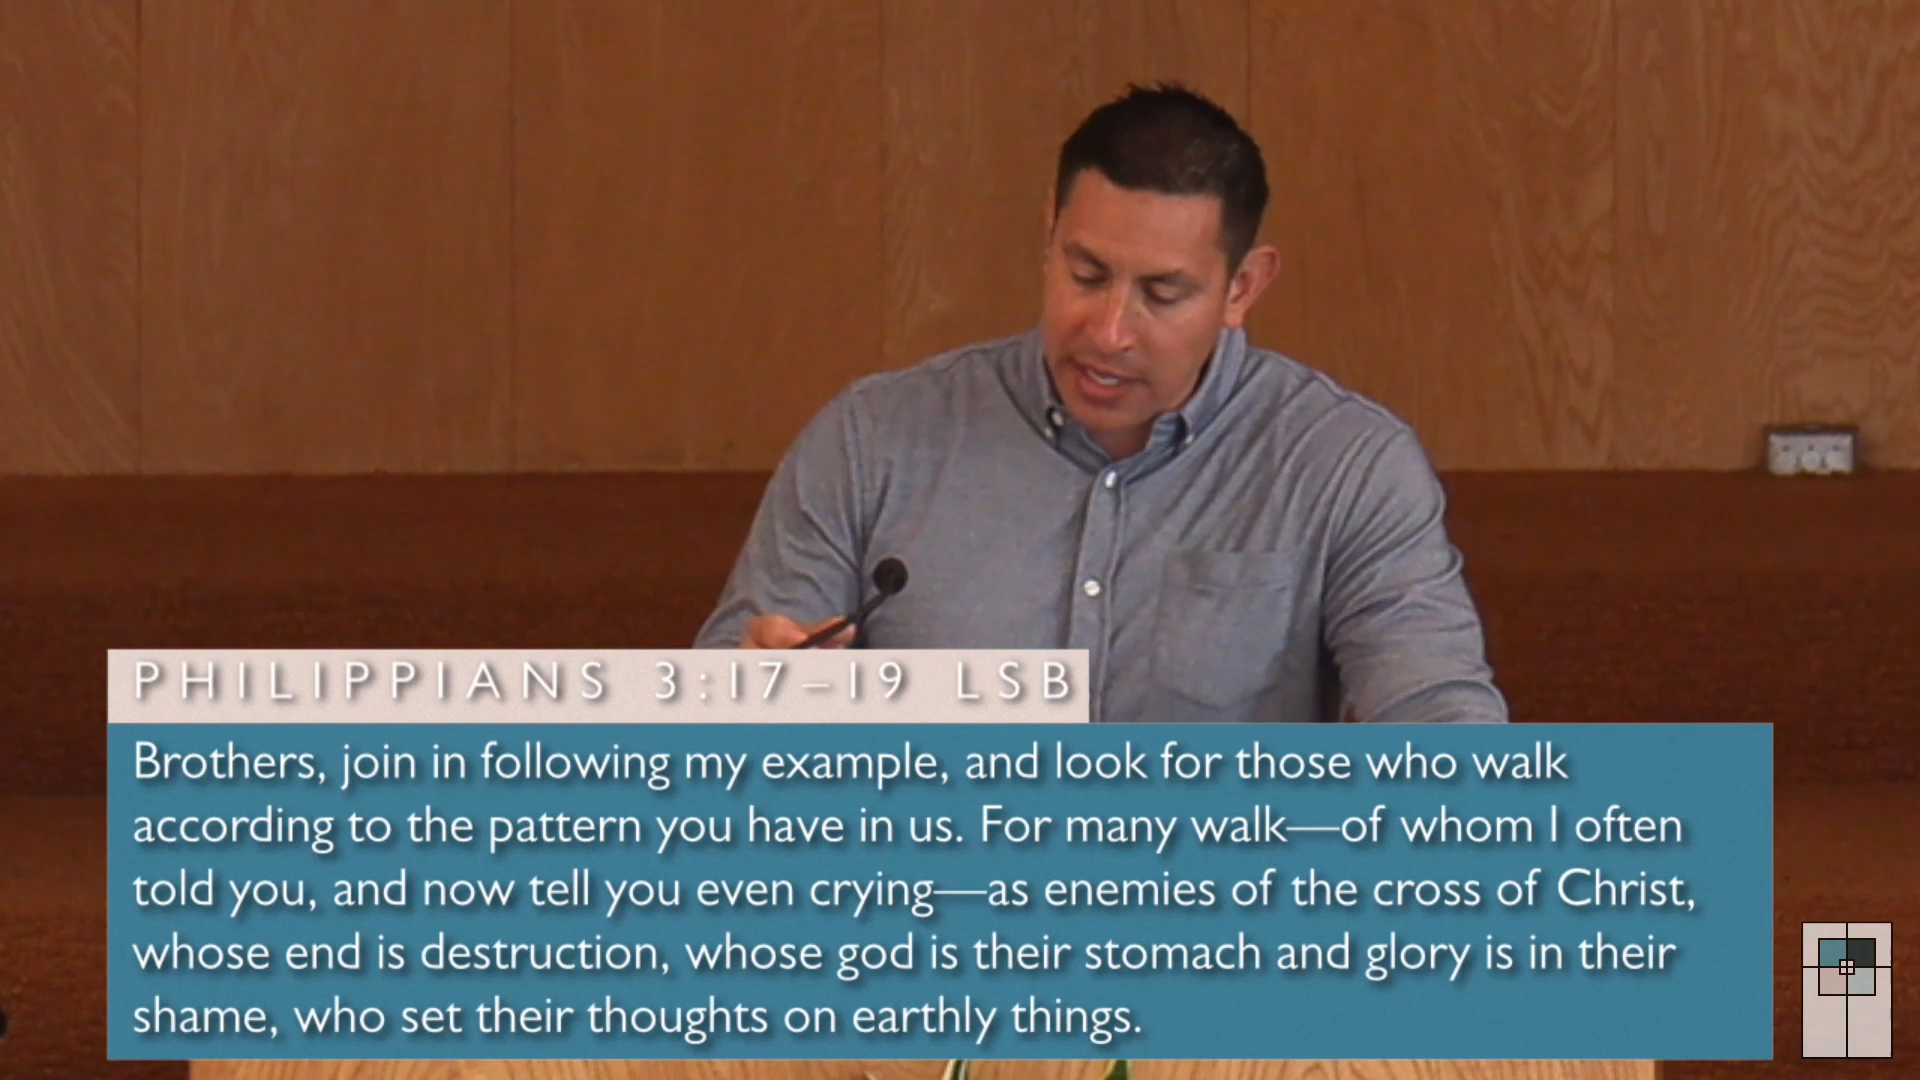 PHILIPPIANS 3:17–19 LSB
Brothers, join in following my example, and look for those who walk
according to the pattern you have in us. For many walk—of whom I often
told you, and now tell you even crying—as enemies of the cross of Christ,
whose end is destruction, whose god is their stomach and glory is in their
shame, who set their thoughts on earthly things.